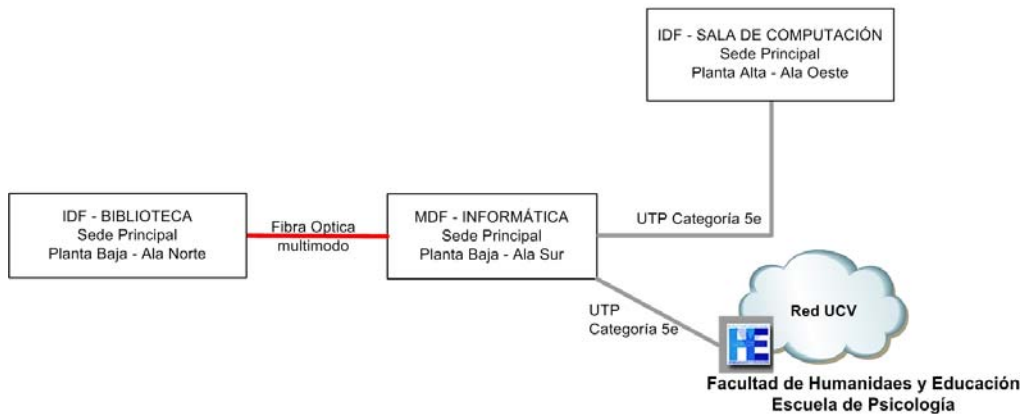 IDF - SALA DE COMPUTACIÓN
Sede Principal
Planta Alta - Ala Oeste
IDF - BIBLIOTECA
Sede Principal
Planta Baja - Ala Norte
Fibra Optica
multimodo
MDF - INFORMÁTICA
Sede Principal
Planta Baja - Ala Sur
UTP Categoría 5e
UTP
Categoría 5e
Red UCV
HE
Facultad de Humanidaes y Educación
Escuela de Psicología